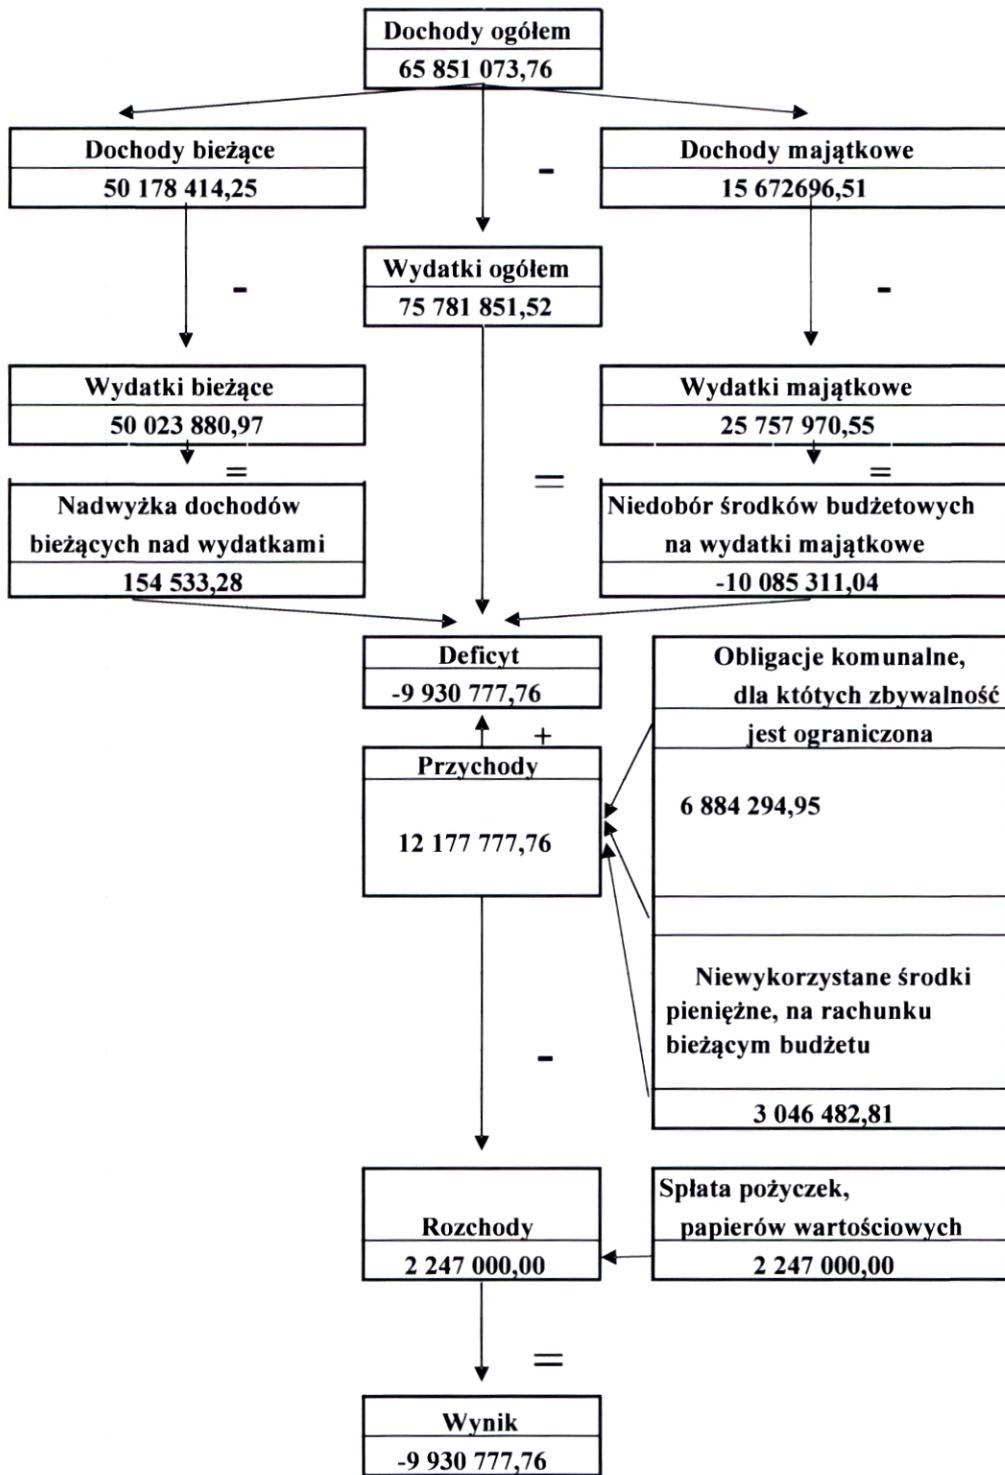 Dochody ogółem
65 851 073,76
Dochody bieżące
50 178 414,25
-
Dochody majątkowe
15 672696,51
Wydatki ogółem
75 781 851,52
-
-
Wydatki bieżące
50 023 880,97
Wydatki majątkowe
25 757 970,55
=
=
=
Nadwyżka dochodów
bieżących nad wydatkami
154 533,28
Niedobór środków budżetowych
na wydatki majątkowe
-10 085 311,04
Deficyt
-9 930 777,76
+
Przychody
12 177 777,76
Obligacje komunalne,
dla których zbywalność
jest ograniczona
6 884 294,95
Niewykorzystane środki
pieniężne, na rachunku
bieżącym budżetu
3 046 482,81
-
Rozchody
2 247 000,00
Spłata pożyczek,
papierów wartościowych
2 247 000,00
=
Wynik
-9 930 777,76